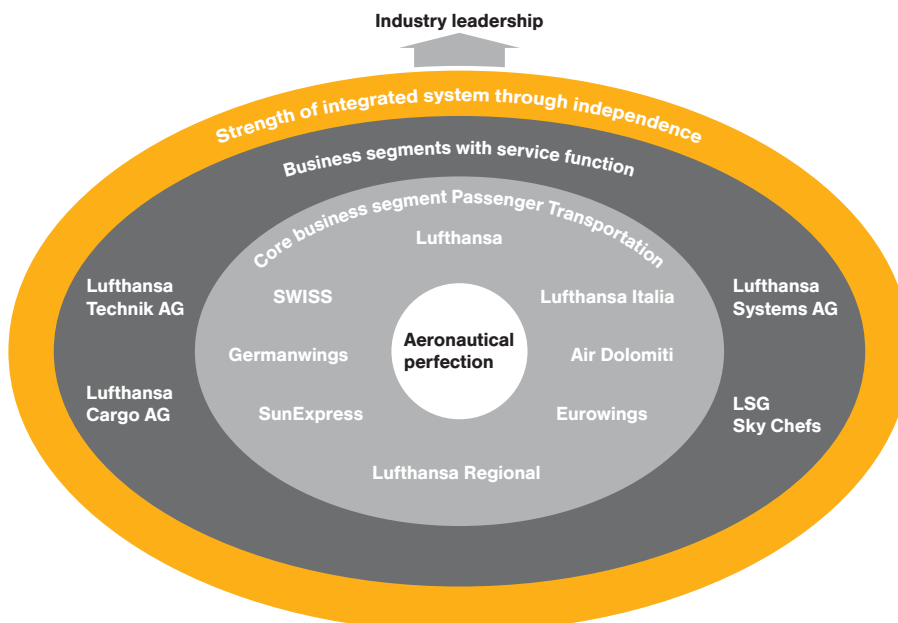 Industry leadership
Strength of integrated system through independence
Business segments with service function
Core business segment Passenger Transportation
Lufthansa
Lufthansa
Technik AG
SWISS
Lufthansa Italia
Lufthansa
Systems AG
Aeronautical
perfection
Germanwings
Air Dolomiti
Lufthansa
Cargo AG
SunExpress
Eurowings
LSG
Sky Chefs
Lufthansa Regional